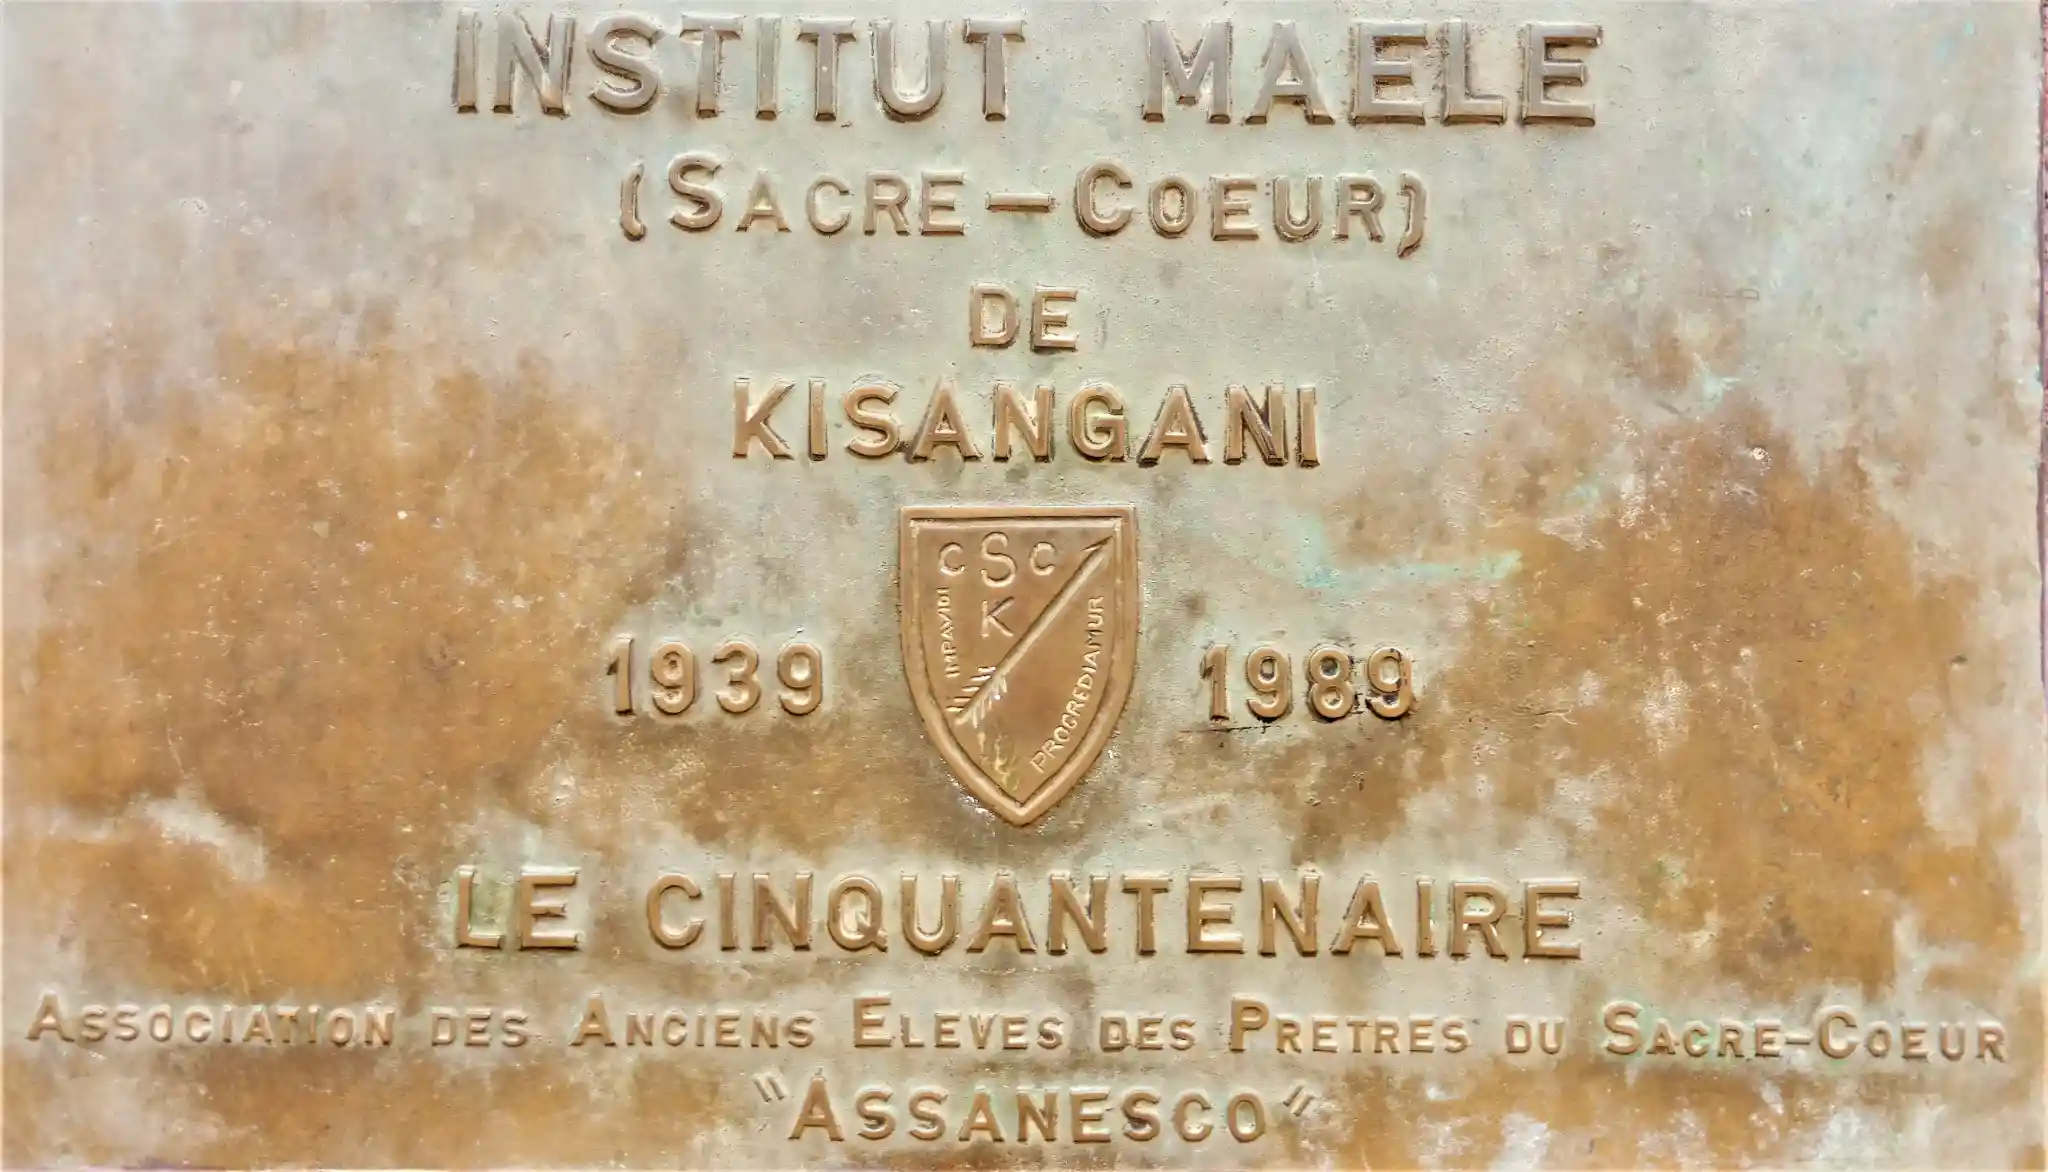 INSTITUT MAELE
(SACRE-COEUR)
DE
KISANGANI
C S C
K
IMPAVIDI
PROGREDIAMUR
1939 1989
LE CINQUANTENAIRE
ASSOCIATION DES ANCIENS ELEVES DES PRETRES DU SACRE-COEUR
"ASSANESCO"